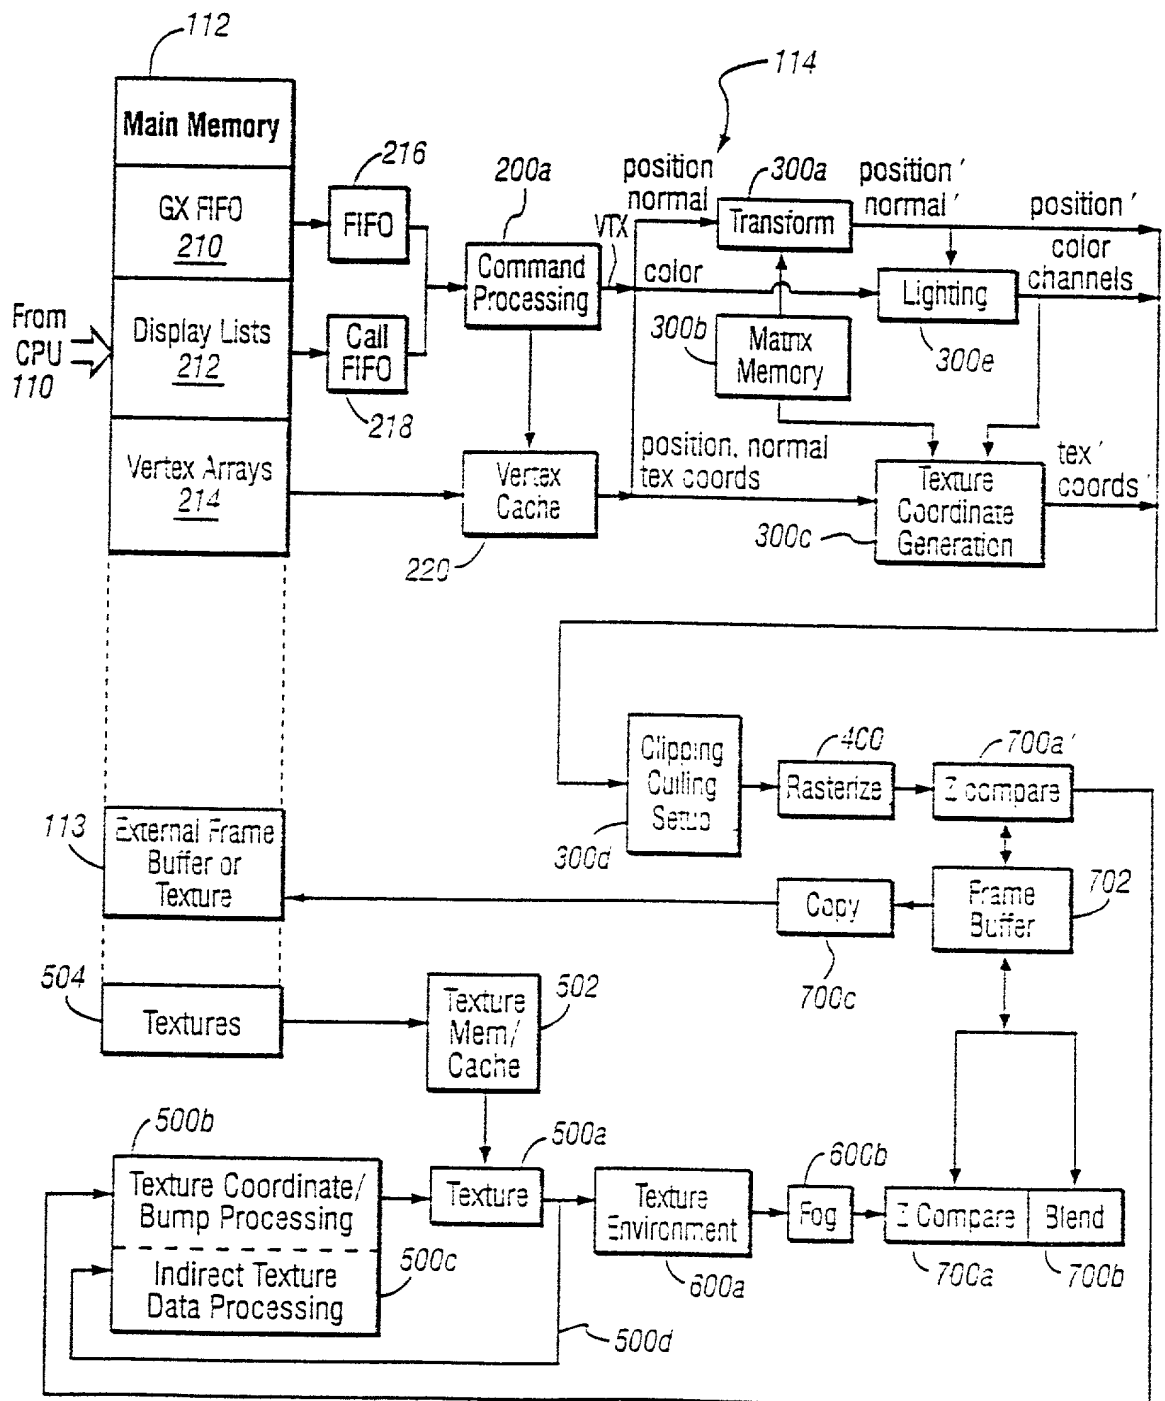 112
114
Main Memory
GX FIFO
210
216
FIFO
200a
Command
Processing
VTX
position
normal
300a
Transform
position '
normal '
position '
color
channels
color
Lighting
300e
300b
Matrix
Memory
From
CPU
110
Display Lists
212
Call
FIFO
218
Vertex Arrays
214
Vertex
Cache
220
position, normal
tex coords
300c
Texture
Coordinate
Generation
tex '
coords '
Clipping
Culling
Setup
300d
400
Rasterize
700a'
Z compare
113
External Frame
Buffer or
Texture
Copy
700c
Frame
Buffer
702
504
Textures
Texture
Mem/
Cache
502
500b
Texture Coordinate/
Bump Processing
Indirect Texture
Data Processing
500c
500a
Texture
500d
Texture
Environment
600a
600b
Fog
Z Compare
700a
Blend
700b